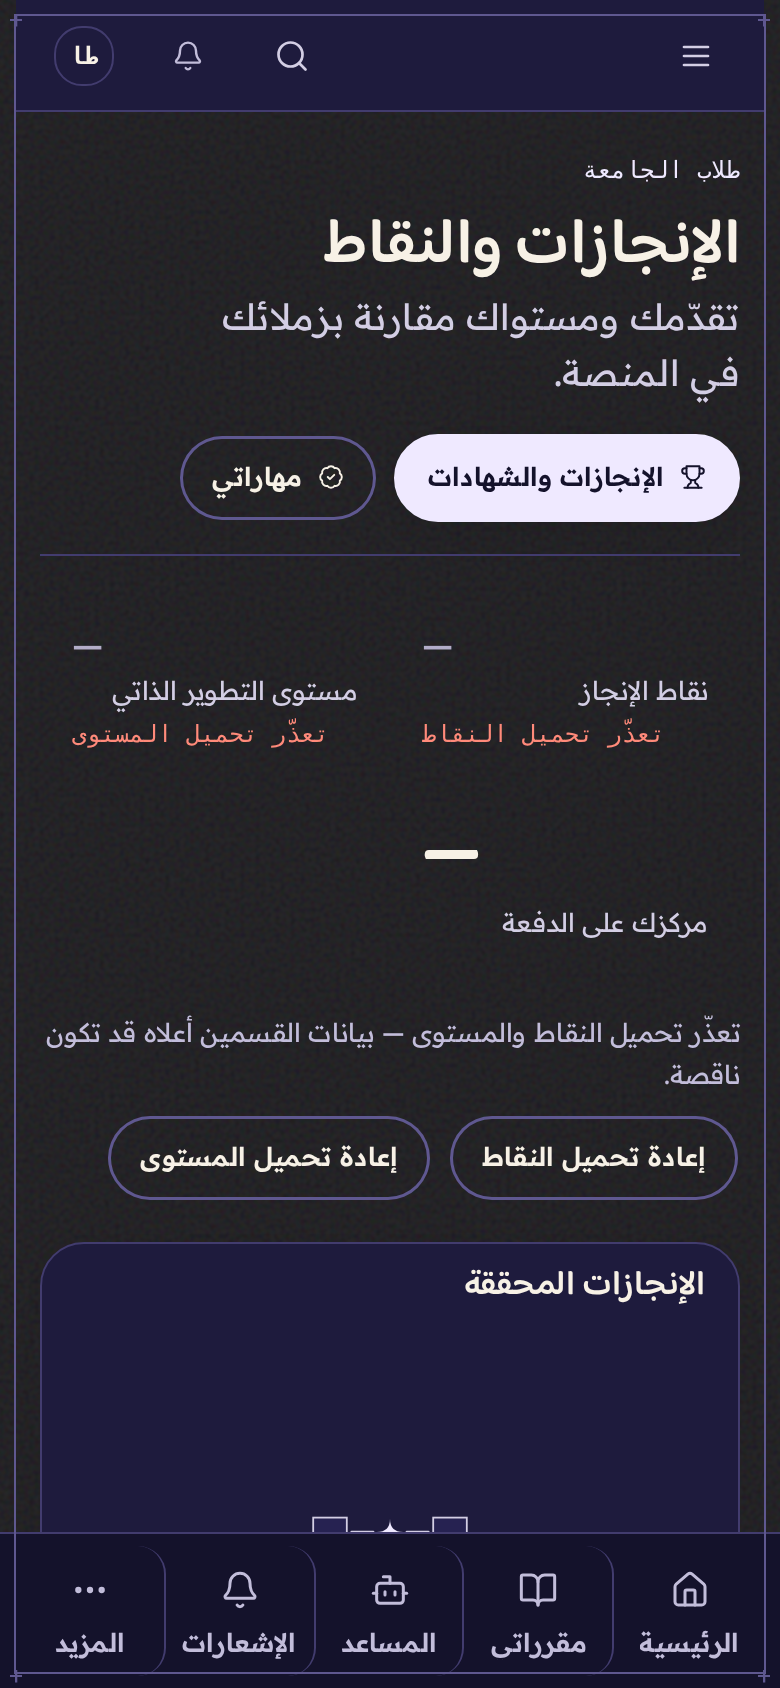 طا
طلاب الجامعة
الإنجازات والنقاط
تقدّمك ومستواك مقارنة بزملائك
في المنصة.
الإنجازات والشهادات
مهاراتي
—
نقاط الإنجاز
تعذّر تحميل النقاط
—
مستوى التطوير الذاتي
تعذّر تحميل المستوى
—
مركزك على الدفعة
تعذّر تحميل النقاط والمستوى — بيانات القسمين أعلاه قد تكون
ناقصة.
إعادة تحميل النقاط
إعادة تحميل المستوى
الإنجازات المحققة
الرئيسية
مقرراتي
المساعد
الإشعارات
المزيد